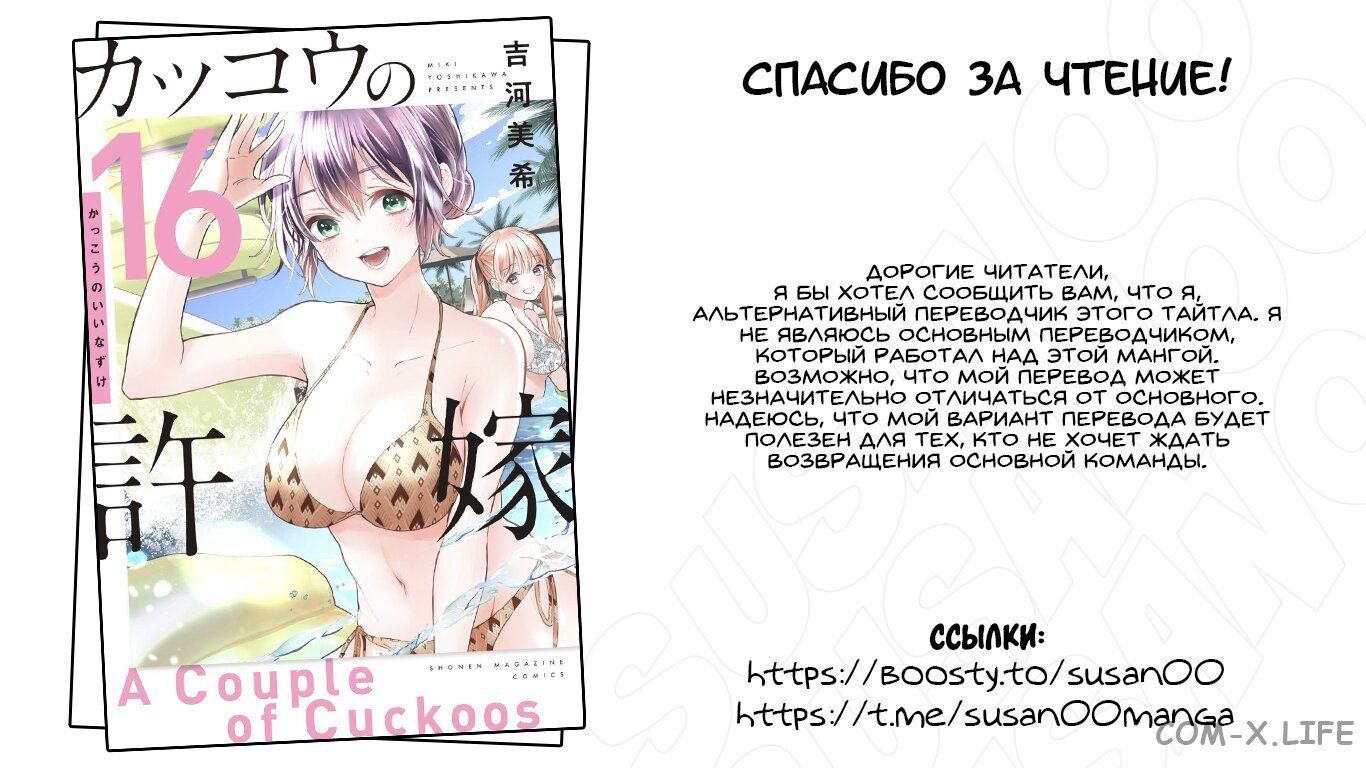 カッコウの
許嫁
MIKI
YOSHIKAWA
PRESENTS
吉河美希
16
かっこうのいいなずけ
SHONEN MAGAZINE
COMICS
A Couple
of Cuckoos
СПАСИБО ЗА ЧТЕНИЕ!
ДОРОГИЕ ЧИТАТЕЛИ,
Я БЫ ХОТЕЛ СООБЩИТЬ ВАМ, ЧТО Я,
АЛЬТЕРНАТИВНЫЙ ПЕРЕВОДЧИК ЭТОГО ТАЙТЛА. Я
НЕ ЯВЛЯЮСЬ ОСНОВНЫМ ПЕРЕВОДЧИКОМ,
КОТОРЫЙ РАБОТАЛ НАД ЭТОЙ МАНГОЙ.
ВОЗМОЖНО, ЧТО МОЙ ПЕРЕВОД МОЖЕТ
НЕЗНАЧИТЕЛЬНО ОТЛИЧАТЬСЯ ОТ ОСНОВНОГО.
НАДЕЮСЬ, ЧТО МОЙ ВАРИАНТ ПЕРЕВОДА БУДЕТ
ПОЛЕЗЕН ДЛЯ ТЕХ, КТО НЕ ХОЧЕТ ЖДАТЬ
ВОЗВРАЩЕНИЯ ОСНОВНОЙ КОМАНДЫ.
ССЫЛКИ:
https://Boosty.to/susan00
https://t.me/susan00manga
COM-X.LIFE